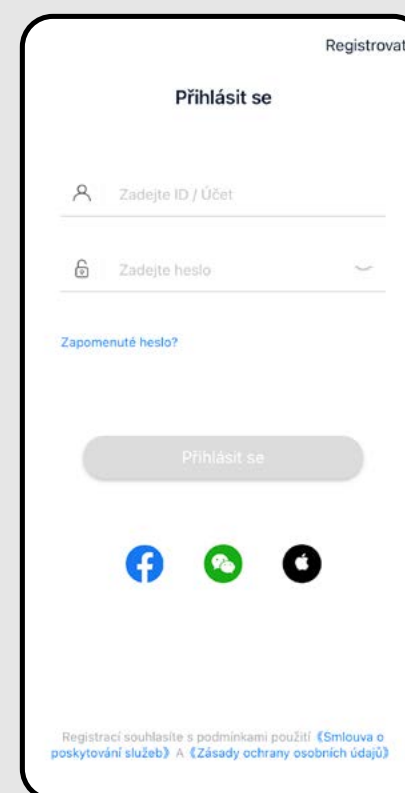 Registrovat
Přihlásit se
Zadejte ID / Účet
Zadejte heslo
Zapomenuté heslo?
Přihlásit se
Registrací souhlasíte s podmínkami použití《Smlouva o
poskytování služeb》A《Zásady ochrany osobních údajů》